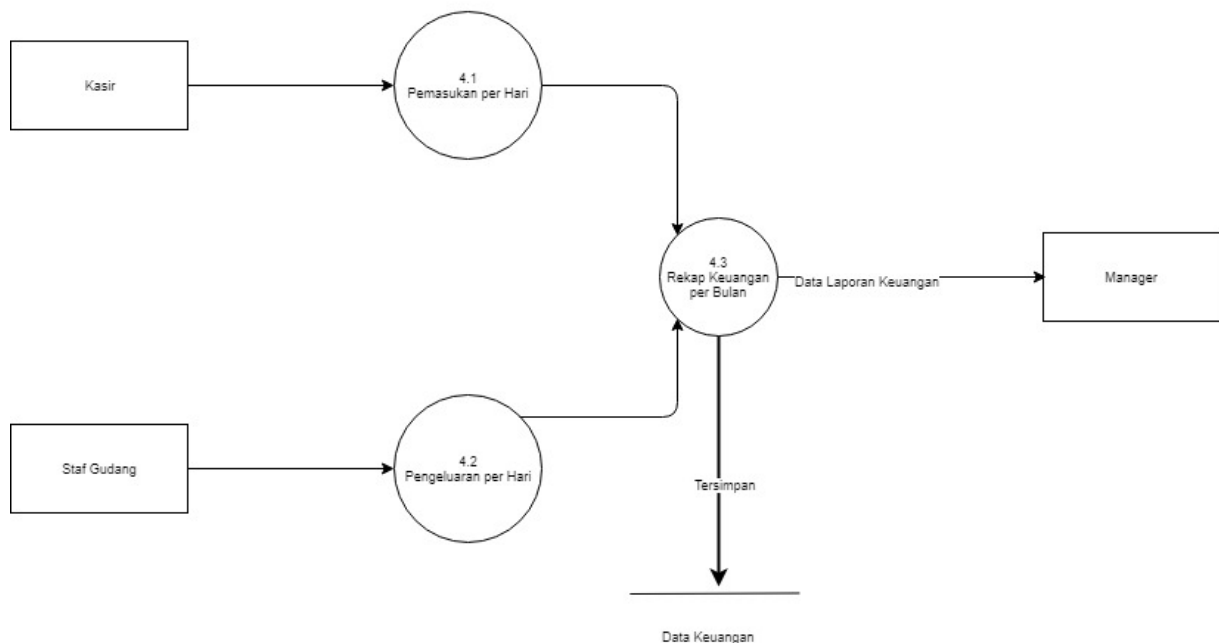 Kasir
4.1
Pemasukan per Hari
4.3
Rekap Keuangan
per Bulan
Data Laporan Keuangan
Manager
Staf Gudang
4.2
Pengeluaran per Hari
Tersimpan
Data Keuangan